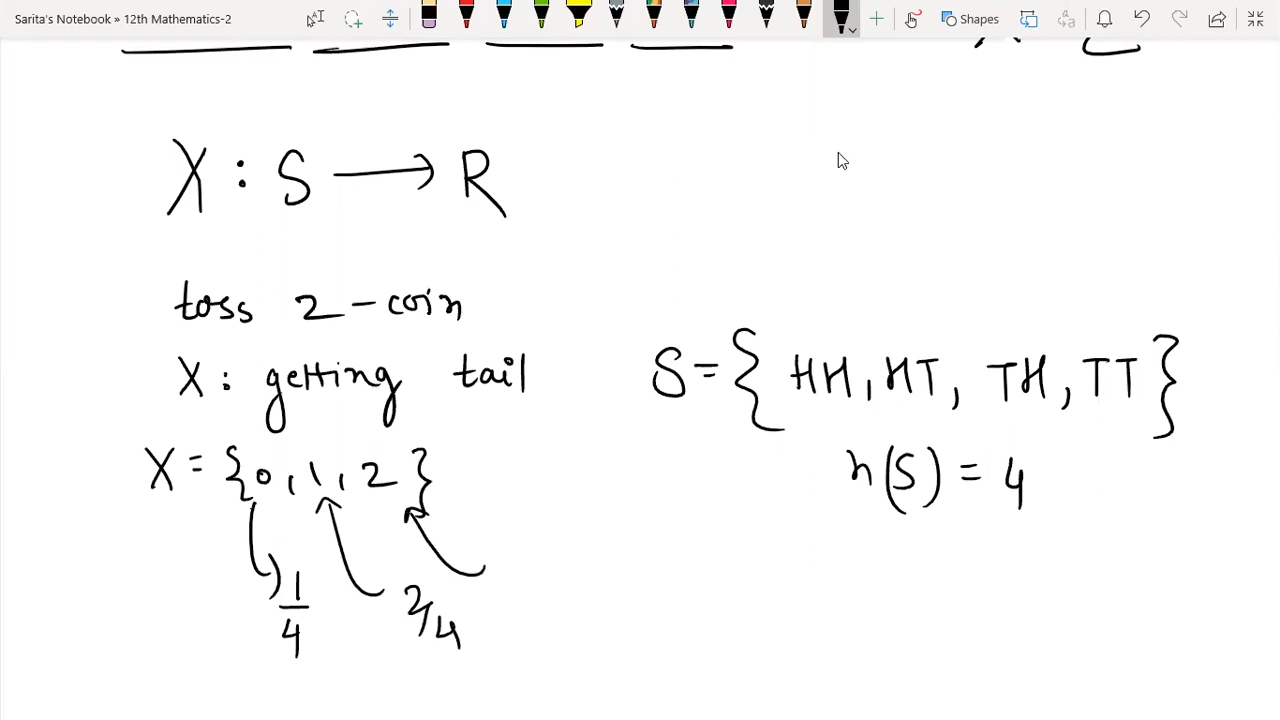 Sarita's Notebook » 12th Mathematics-2
Shapes
X : S → R
toss 2 - coin
X : getting tail
S = { HH, HT, TH, TT }
X = { 0, 1, 2 }
n(S) = 4
1/4
2/4